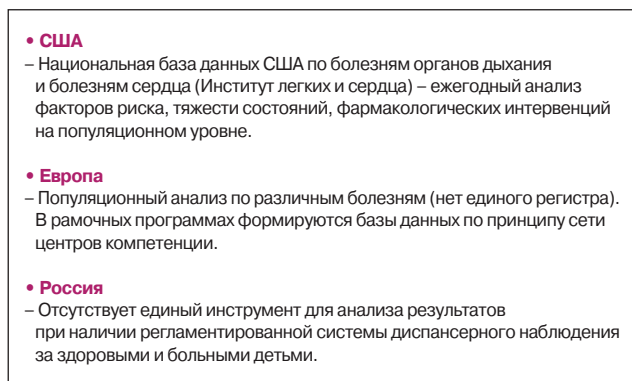 • США
– Национальная база данных США по болезням органов дыхания
и болезням сердца (Институт легких и сердца) – ежегодный анализ
факторов риска, тяжести состояний, фармакологических интервенций
на популяционном уровне.
• Европа
– Популяционный анализ по различным болезням (нет единого регистра).
В рамочных программах формируются базы данных по принципу сети
центров компетенции.
• Россия
– Отсутствует единый инструмент для анализа результатов
при наличии регламентированной системы диспансерного наблюдения
за здоровыми и больными детьми.